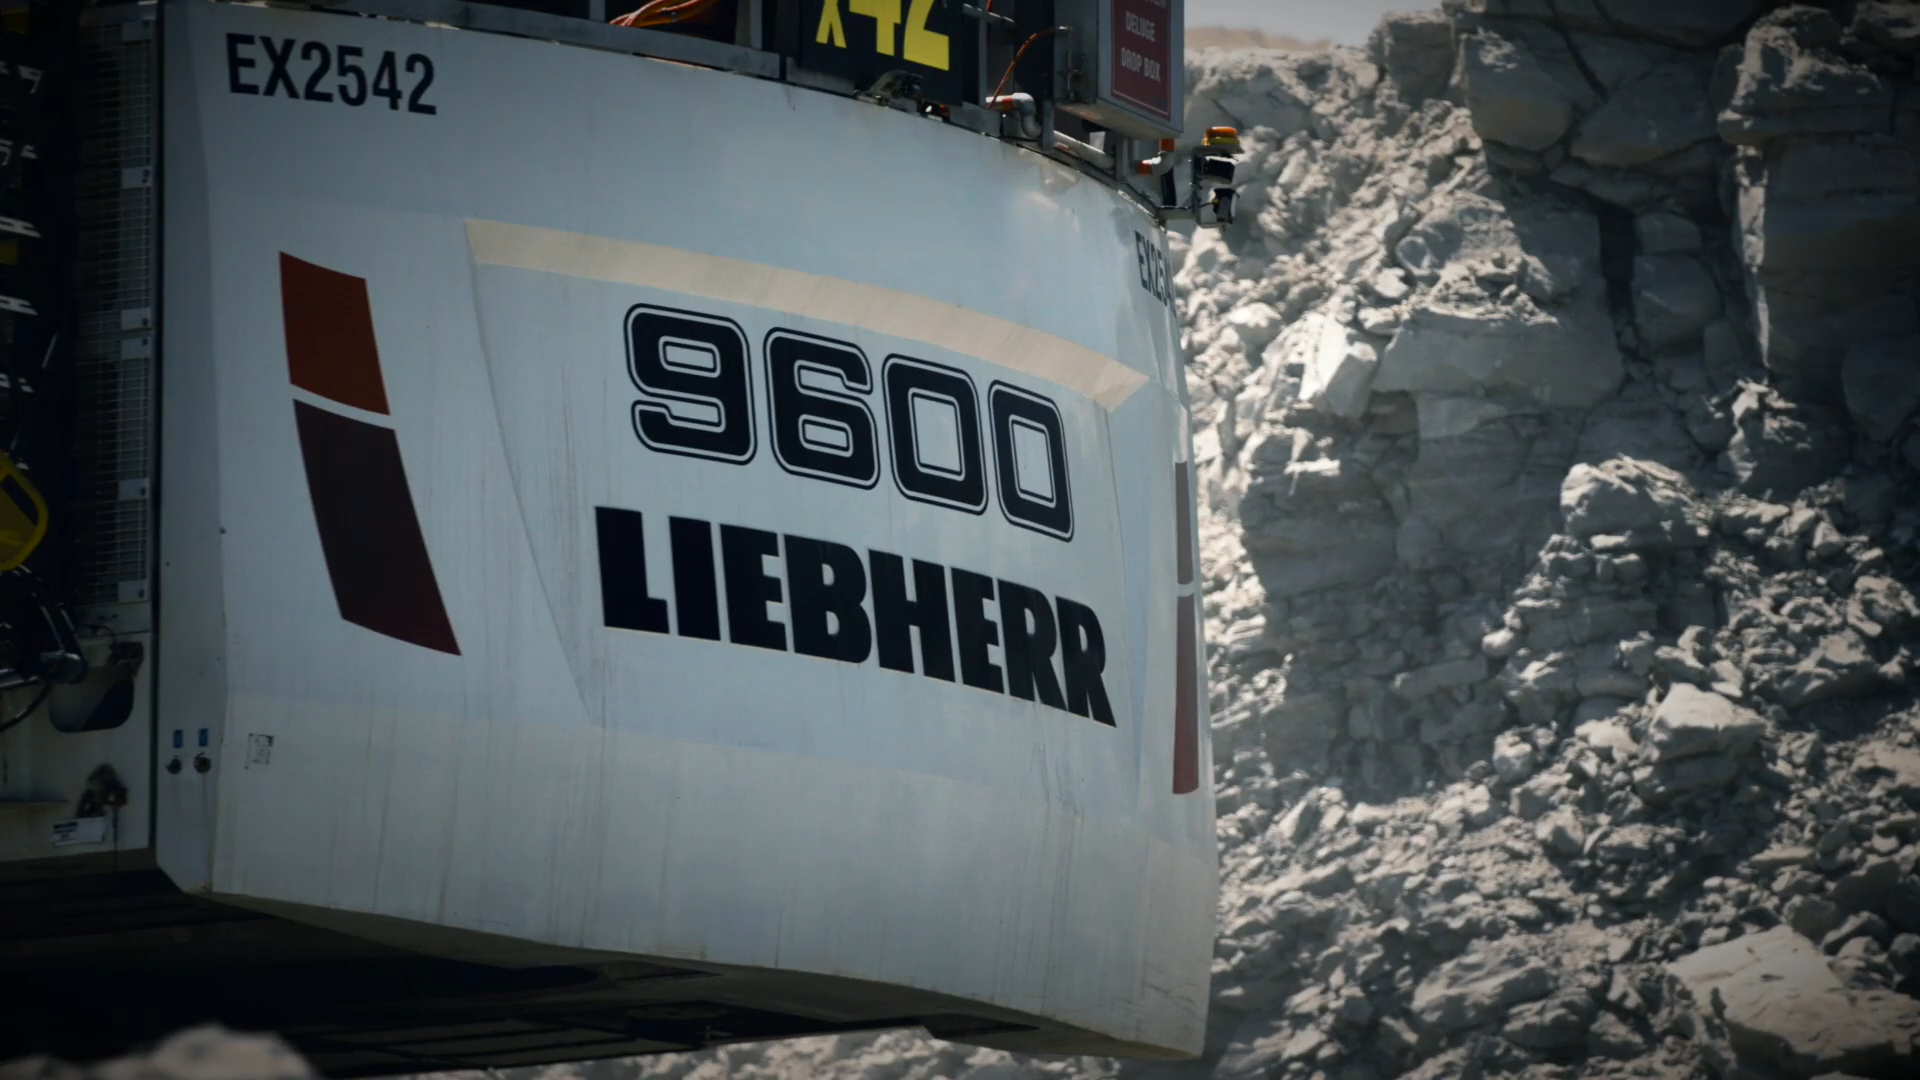 EX2542
X42
DELUGE
DROP BOX
9600
LIEBHERR